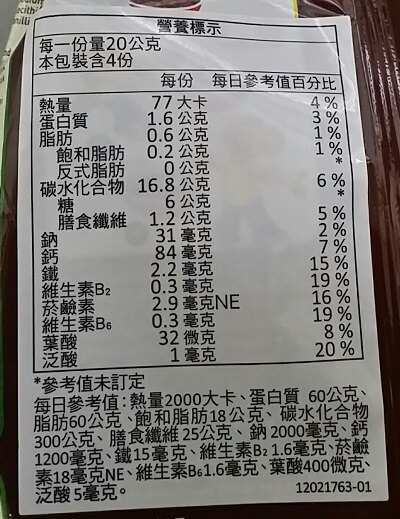 ecithi
nilli
營養標示
每一份量20公克
本包裝含4份
每份 每日參考值百分比
熱量 77 大卡 4 %
蛋白質 1.6 公克 3 %
脂肪 0.6 公克 1 %
飽和脂肪 0.2 公克 1 %
反式脂肪 0 公克 *
碳水化合物 16.8 公克 6 %
糖 6 公克 *
膳食纖維 1.2 公克 5 %
鈉 31 毫克 2 %
鈣 84 毫克 7 %
鐵 2.2 毫克 15 %
維生素B₂ 0.3 毫克 19 %
菸鹼素 2.9 毫克NE 16 %
維生素B₆ 0.3 毫克 19 %
葉酸 32 微克 8 %
泛酸 1 毫克 20 %
*參考值未訂定
每日參考值: 熱量2000大卡、蛋白質 60公克、
脂肪60公克、飽和脂肪18公克、碳水化合物
300公克、膳食纖維 25公克、鈉 2000毫克、鈣
1200毫克、鐵15毫克、維生素B₂ 1.6毫克、菸鹼
素18毫克NE、維生素B₆1.6毫克、葉酸400微克、
泛酸 5毫克。 12021763-01